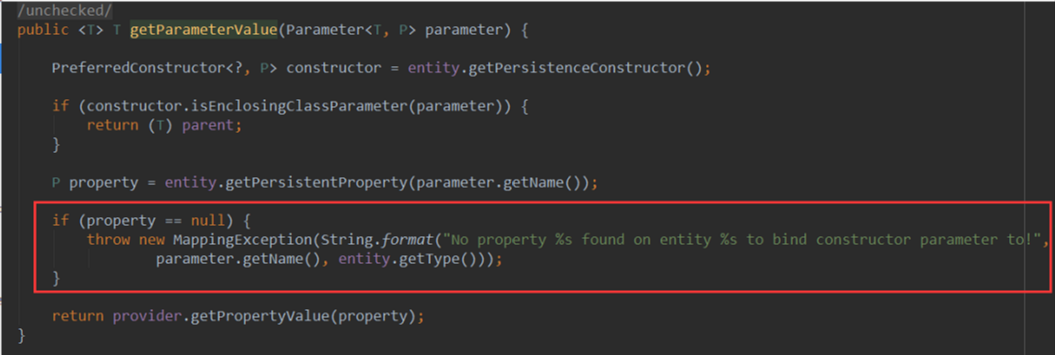 /unchecked/
public <T> T getParameterValue(Parameter<T, P> parameter) {
PreferredConstructor<?, P> constructor = entity.getPersistenceConstructor();
if (constructor.isEnclosingClassParameter(parameter)) {
return (T) parent;
}
P property = entity.getPersistentProperty(parameter.getName());
if (property == null) {
throw new MappingException(String.format("No property %s found on entity %s to bind constructor parameter to!",
parameter.getName(), entity.getType()));
}
return provider.getPropertyValue(property);
}